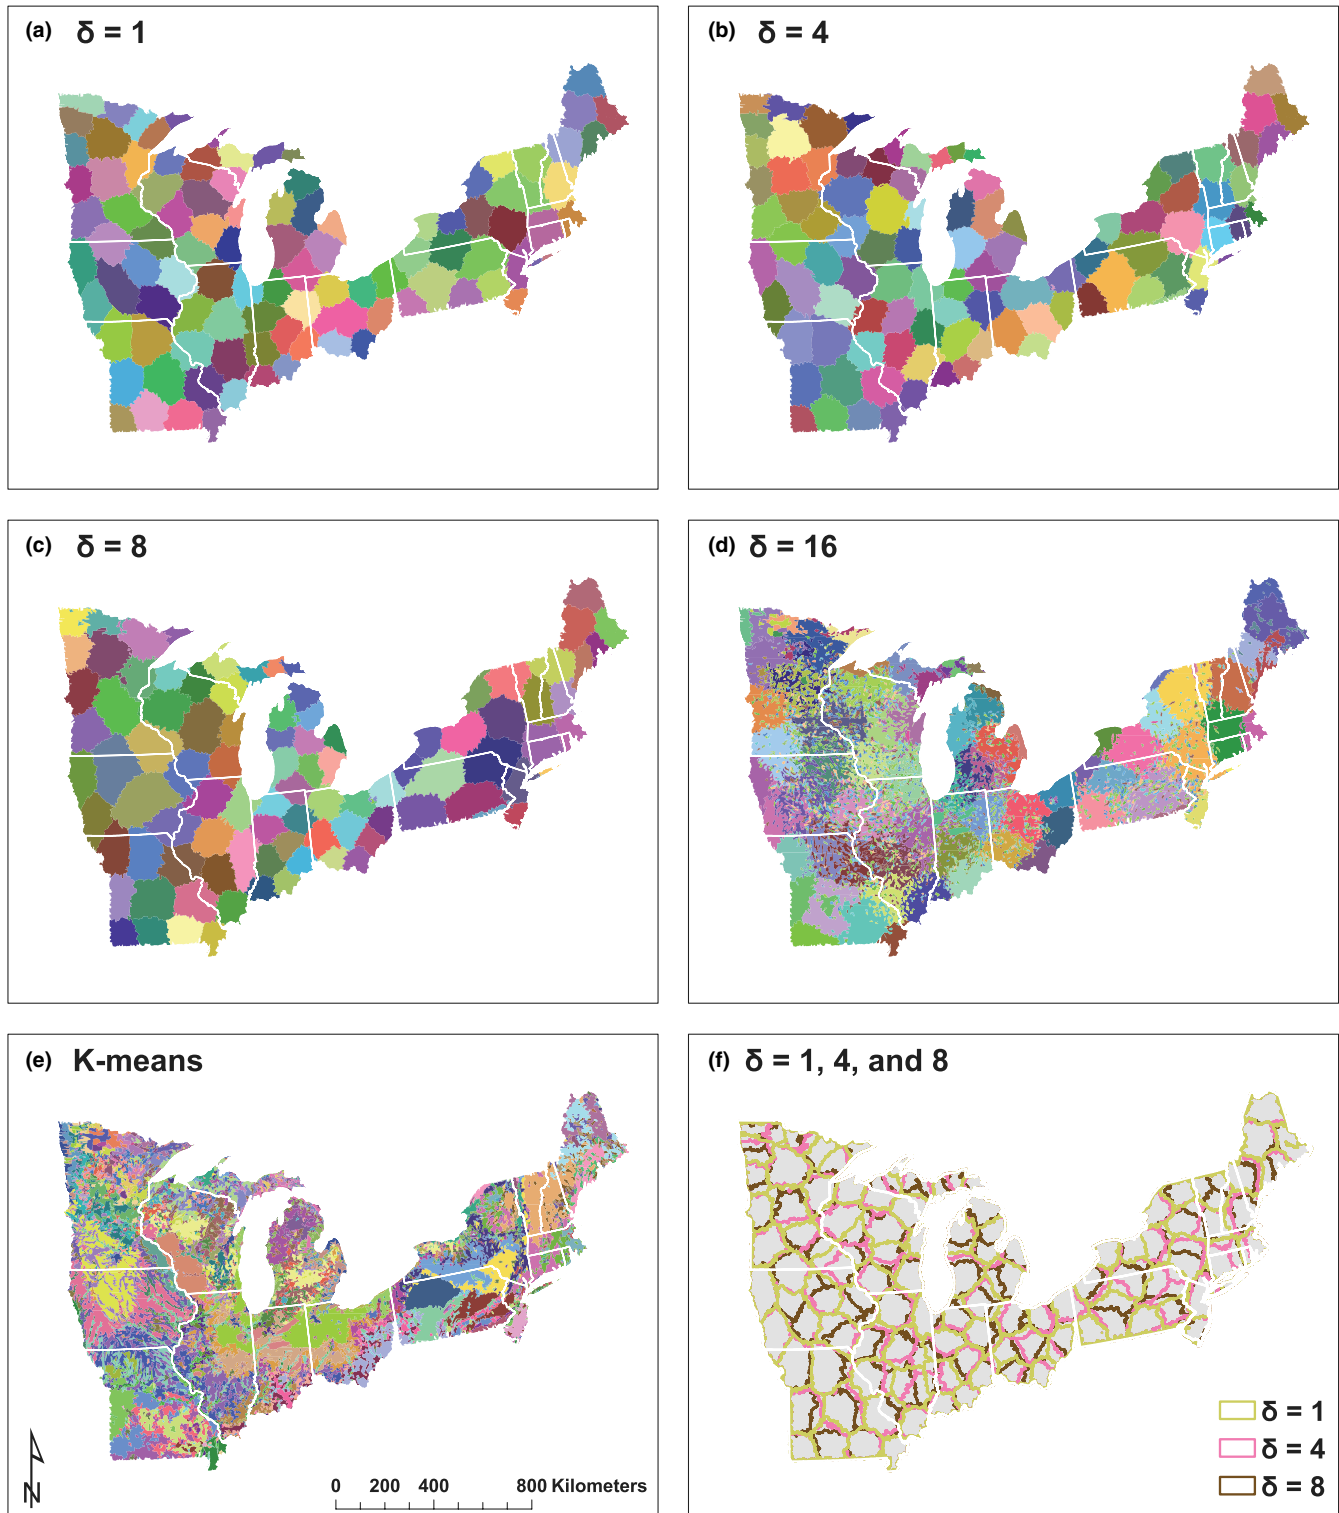 (a) δ = 1
(b) δ = 4
(c) δ = 8
(d) δ = 16
(e) K-means
(f) δ = 1, 4, and 8
N
0 200 400 800 Kilometers
δ = 1
δ = 4
δ = 8